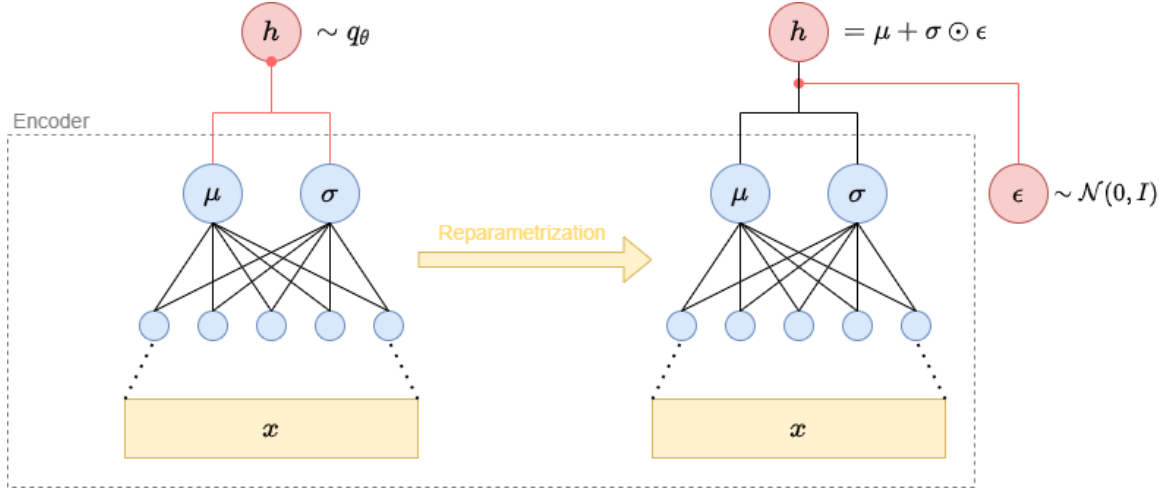 h ∼ q_θ
h = μ + σ ⊙ ϵ
Encoder
μ σ
μ σ
ϵ ∼ 𝒩(0, I)
Reparametrization
x
x